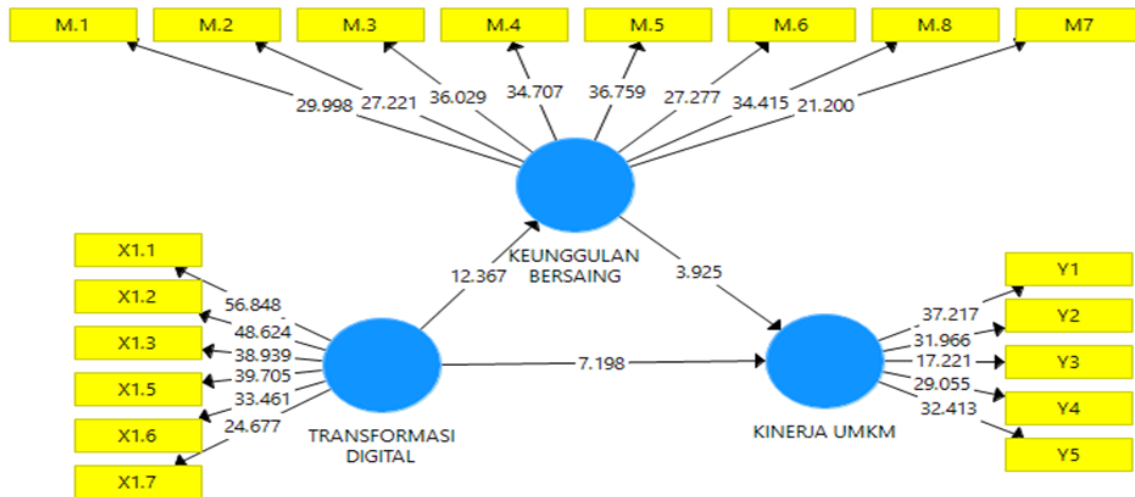 M.1 M.2 M.3 M.4 M.5 M.6 M.8 M7
29.998 27.221 36.029 34.707 36.759 27.277 34.415 21.200
KEUNGGULAN
BERSAING
12.367 3.925
X1.1
X1.2
X1.3
X1.5
X1.6
X1.7
56.848
48.624
38.939
39.705
33.461
24.677
TRANSFORMASI
DIGITAL
7.198
KINERJA UMKM
37.217
31.966
17.221
29.055
32.413
Y1
Y2
Y3
Y4
Y5